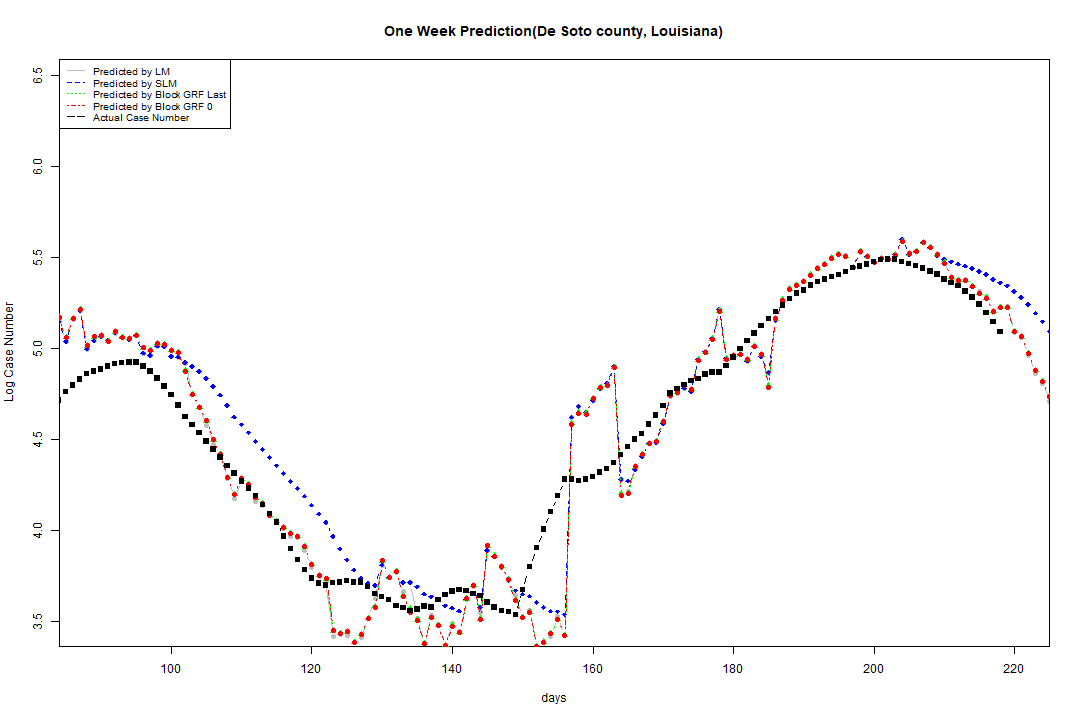 One Week Prediction(De Soto county, Louisiana)
Predicted by LM
Predicted by SLM
Predicted by Block GRF Last
Predicted by Block GRF 0
Actual Case Number
Log Case Number
6.5
6.0
5.5
5.0
4.5
4.0
3.5
100 120 140 160 180 200 220
days